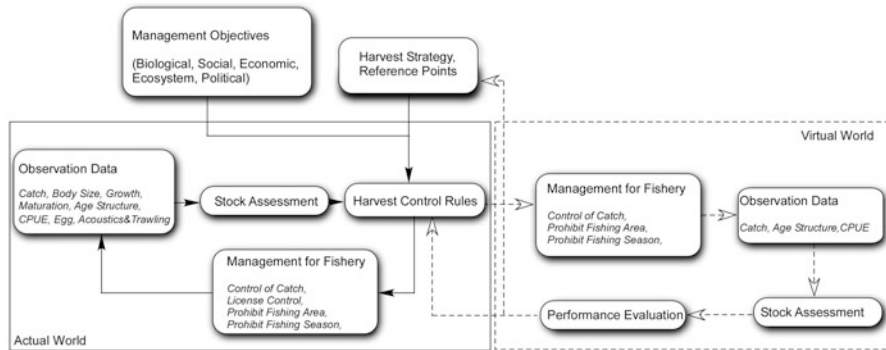 Management Objectives
(Biological, Social, Economic,
Ecosystem, Political)
Harvest Strategy,
Reference Points
Virtual World
Observation Data
Catch, Body Size, Growth,
Maturation, Age Structure,
CPUE, Egg, Acoustics&Trawling
Stock Assessment
Harvest Control Rules
Management for Fishery
Control of Catch,
Prohibit Fishing Area,
Prohibit Fishing Season,
Observation Data
Catch, Age Structure,CPUE
Management for Fishery
Control of Catch,
License Control,
Prohibit Fishing Area,
Prohibit Fishing Season,
Performance Evaluation
Stock Assessment
Actual World